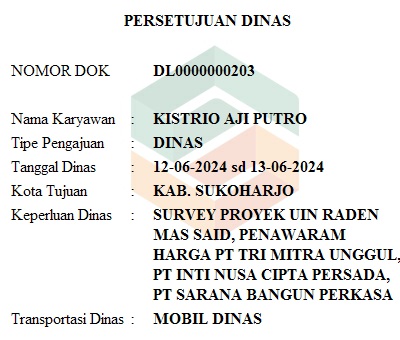 PERSETUJUAN DINAS
NOMOR DOK DL0000000203
Nama Karyawan : KISTRIO AJI PUTRO
Tipe Pengajuan : DINAS
Tanggal Dinas : 12-06-2024 sd 13-06-2024
Kota Tujuan : KAB. SUKOHARJO
Keperluan Dinas : SURVEY PROYEK UIN RADEN
MAS SAID, PENAWARAM
HARGA PT TRI MITRA UNGGUL,
PT INTI NUSA CIPTA PERSADA,
PT SARANA BANGUN PERKASA
Transportasi Dinas : MOBIL DINAS